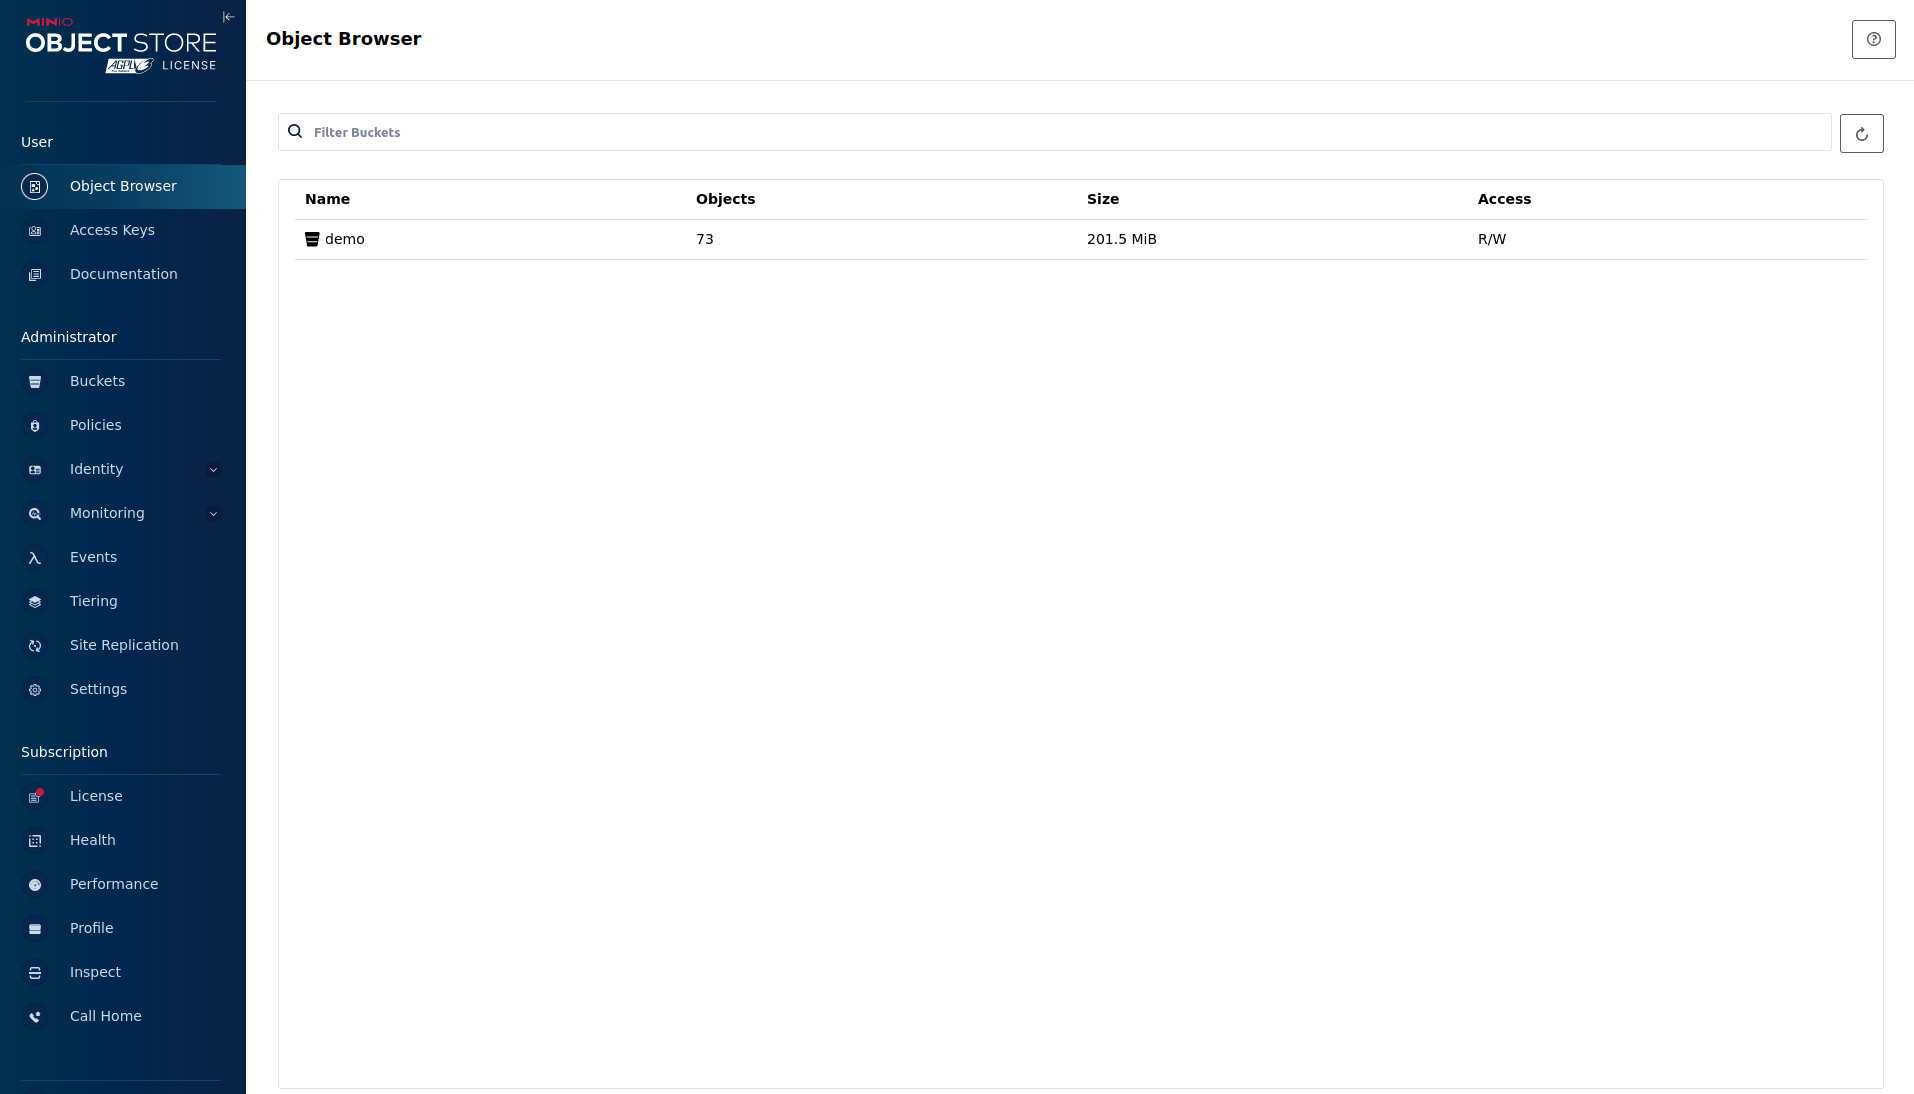 MINIO
OBJECT STORE
AGPL LICENSE
User
Object Browser
Access Keys
Documentation
Administrator
Buckets
Policies
Identity
Monitoring
Events
Tiering
Site Replication
Settings
Subscription
License
Health
Performance
Profile
Inspect
Call Home
Object Browser
Filter Buckets
Name Objects Size Access
demo 73 201.5 MiB R/W